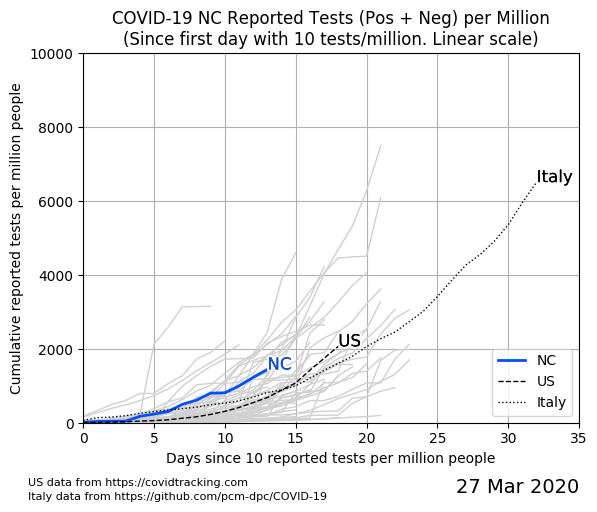 COVID-19 NC Reported Tests (Pos + Neg) per Million
(Since first day with 10 tests/million. Linear scale)
Cumulative reported tests per million people
10000
8000
6000
4000
2000
0
Italy
US
NC
NC
US
Italy
0 5 10 15 20 25 30 35
Days since 10 reported tests per million people
US data from https://covidtracking.com
Italy data from https://github.com/pcm-dpc/COVID-19
27 Mar 2020